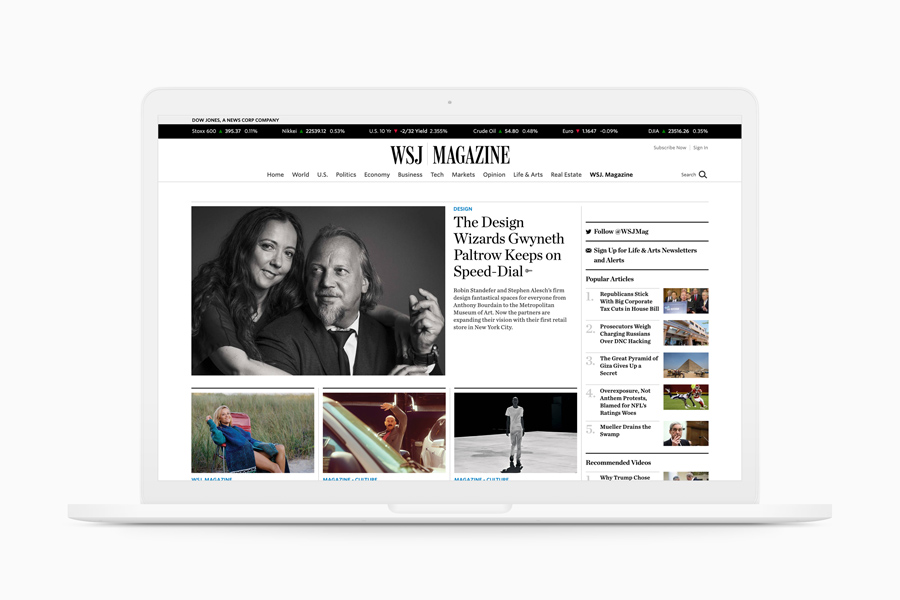 DOW JONES, A NEWS CORP COMPANY
Stoxx 600 ▲ 395.37 0.11% Nikkei ▲ 22539.12 0.53% U.S. 10 Yr ▼ -2/32 Yield 2.355% Crude Oil ▲ 54.80 0.48% Euro ▼ 1.1647 -0.09% DJIA ▲ 23516.26 0.35%
WSJ MAGAZINE
Subscribe Now | Sign In
Home World U.S. Politics Economy Business Tech Markets Opinion Life & Arts Real Estate WSJ. Magazine Search
DESIGN
The Design
Wizards Gwyneth
Paltrow Keeps on
Speed-Dial
Robin Standefer and Stephen Alesch's firm
design fantastical spaces for everyone from
Anthony Bourdain to the Metropolitan
Museum of Art. Now the partners are
expanding their vision with their first retail
store in New York City.
Follow @WSJMag
Sign Up for Life & Arts Newsletters
and Alerts
Popular Articles
1. Republicans Stick
With Big Corporate
Tax Cuts in House Bill
2. Prosecutors Weigh
Charging Russians
Over DNC Hacking
3. The Great Pyramid of
Giza Gives Up a
Secret
4. Overexposure, Not
Anthem Protests,
Blamed for NFL's
Ratings Woes
5. Mueller Drains the
Swamp
Recommended Videos
1. Why Trump Chose
WSJ. MAGAZINE
MAGAZINE - CULTURE
MAGAZINE - CULTURE